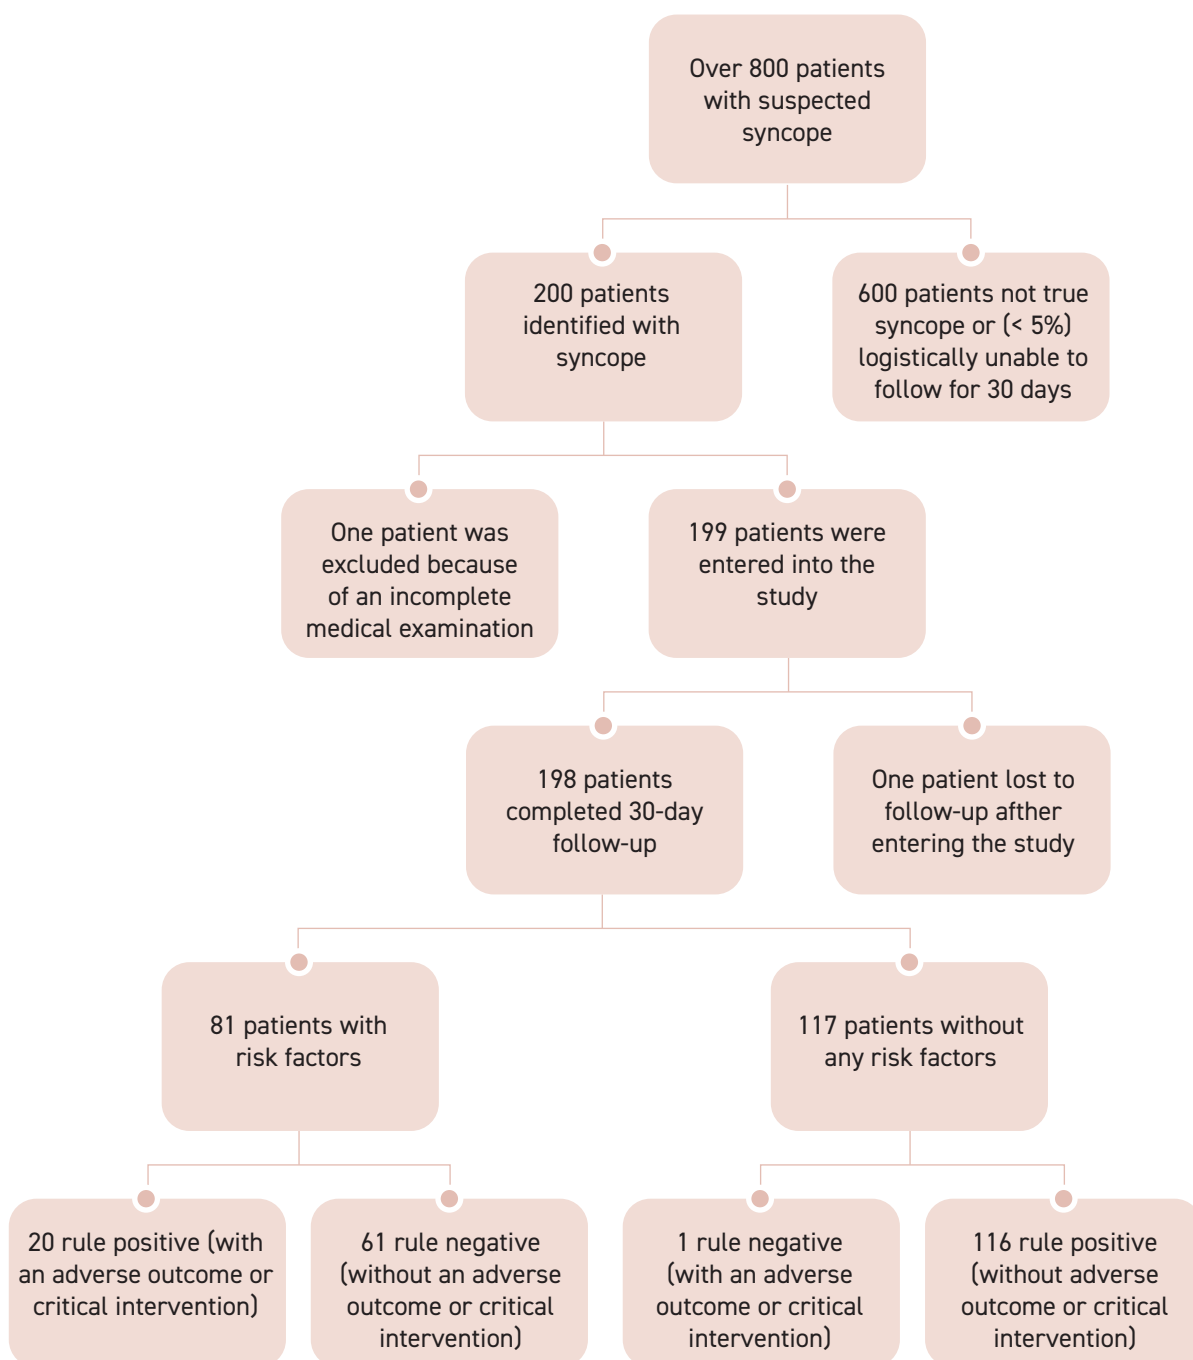 Over 800 patients
with suspected
syncope
200 patients
identified with
syncope
600 patients not true
syncope or (< 5%)
logistically unable to
follow for 30 days
One patient was
excluded because
of an incomplete
medical examination
199 patients were
entered into the
study
198 patients
completed 30-day
follow-up
One patient lost to
follow-up afther
entering the study
81 patients with
risk factors
117 patients without
any risk factors
20 rule positive (with
an adverse outcome or
critical intervention)
61 rule negative
(without an adverse
outcome or critical
intervention)
1 rule negative
(with an adverse
outcome or critical
intervention)
116 rule positive
(without adverse
outcome or critical
intervention)